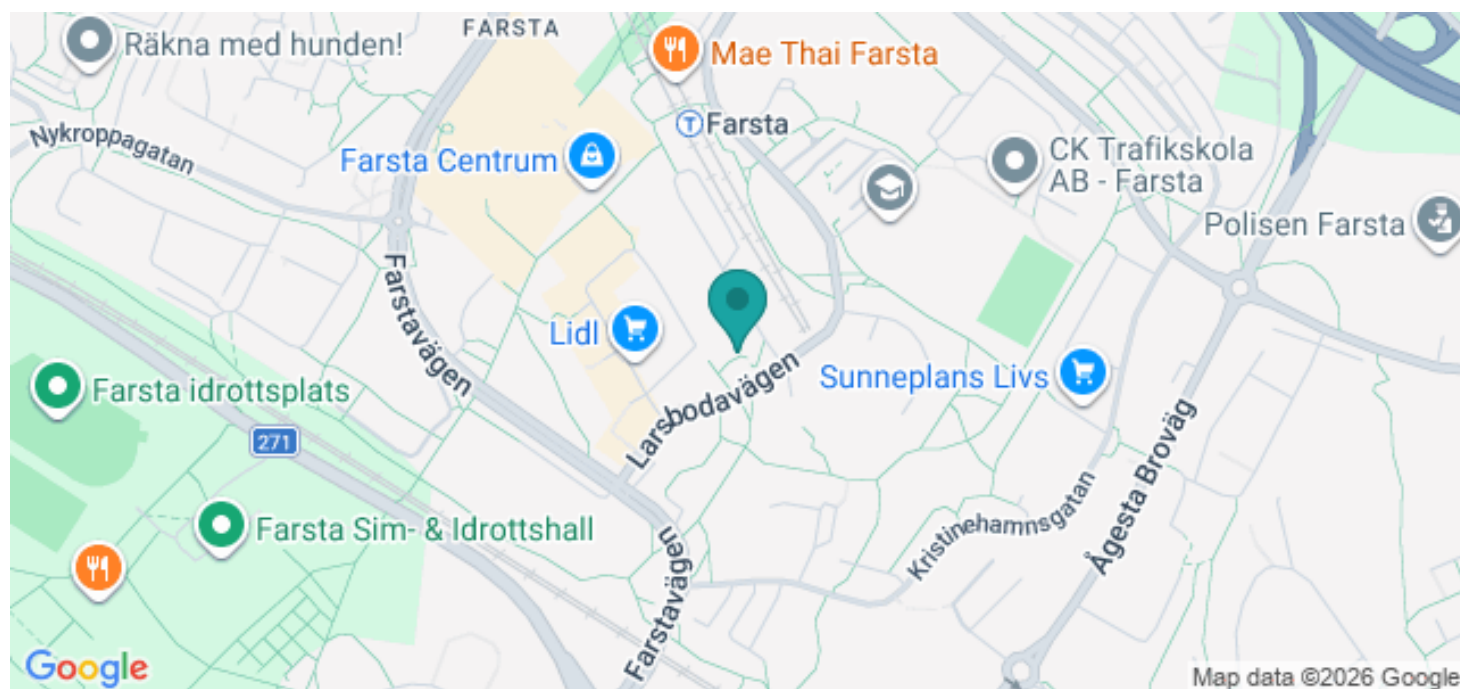 FARSTA
Räkna med hunden!
Mae Thai Farsta
Nykroppagatan
T Farsta
Farsta Centrum
CK Trafikskola
AB - Farsta
Polisen Farsta
Farstavägen
Lidl
Larsbodavägen
Sunneplans Livs
Farsta idrottsplats
271
Ågesta Broväg
Kristinehamnsgatan
Farsta Sim- & Idrottshall
Farstavägen
Google
Map data ©2026 Google